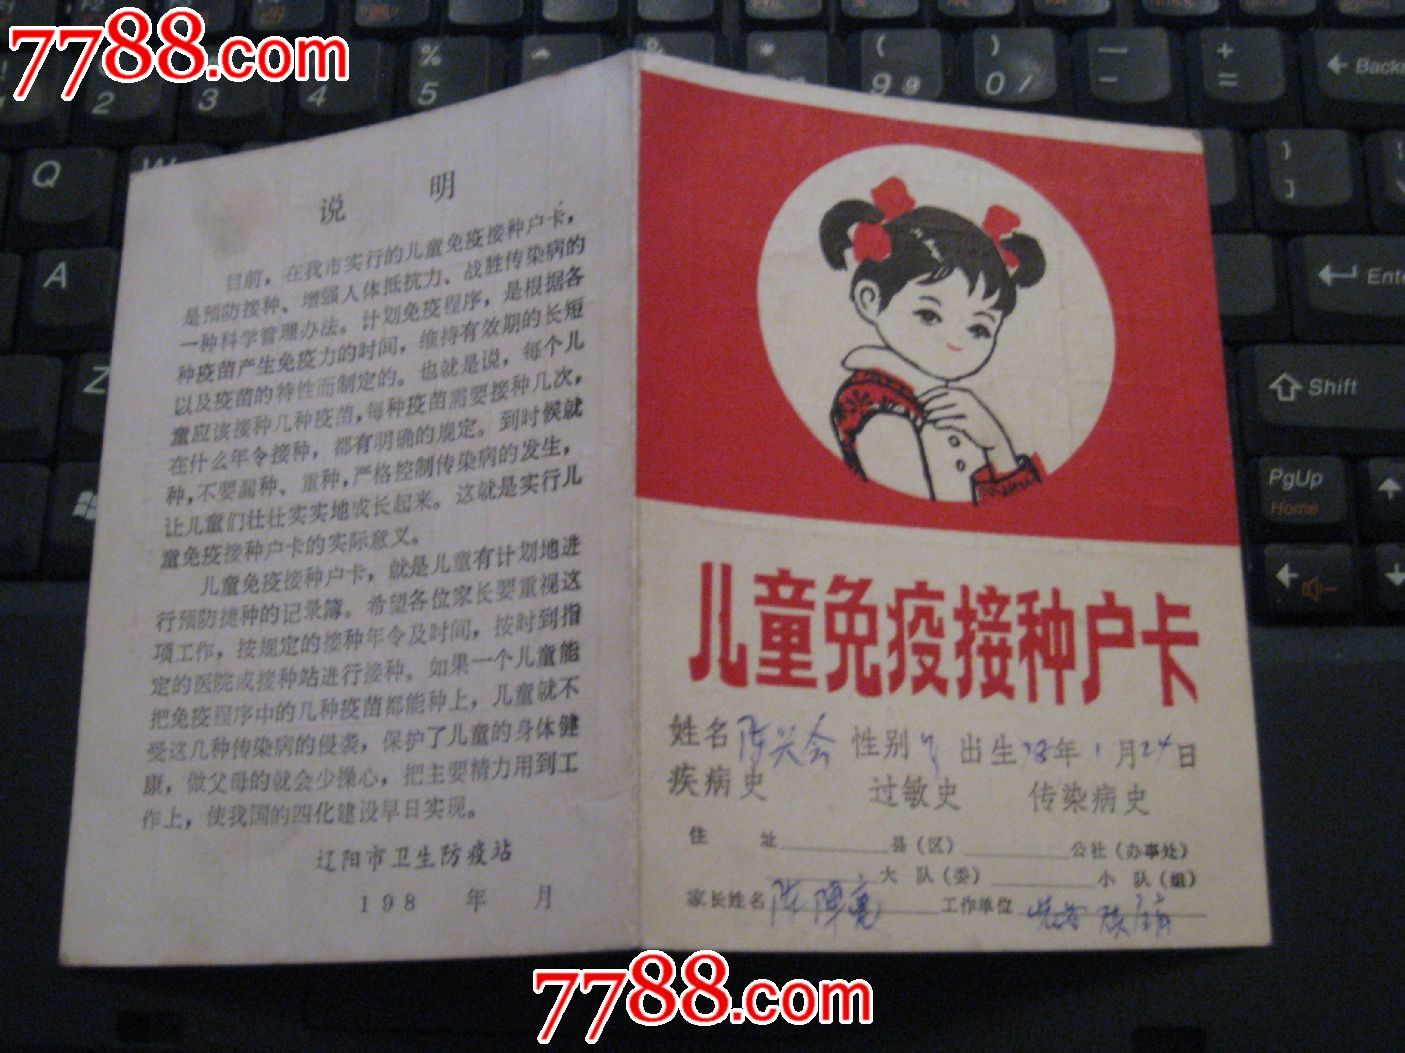 7788.com
说 明
目前，在我市实行的儿童免疫接种户卡，
是预防接种、增强人体抵抗力、战胜传染病的
一种科学管理办法。计划免疫程序，是根据各
种疫苗产生免疫力的时间，维持有效期的长短
以及疫苗的特性而制定的。也就是说，每个儿
童应该接种几种疫苗，每种疫苗需要接种几次，
在什么年令接种，都有明确的规定。到时候就
种，不要漏种、重种，严格控制传染病的发生，
让儿童们壮壮实实地成长起来。这就是实行儿
童免疫接种户卡的实际意义。
儿童免疫接种户卡，就是儿童有计划地进
行预防捷种的记录簿。希望各位家长要重视这
项工作，按规定的接种年令及时间，按时到指
定的医院或接种站进行接种。如果一个儿童能
把免疫程序中的几种疫苗都能种上，儿童就不
受这几种传染病的侵袭，保护了儿童的身体健
康，做父母的就会少操心，把主要精力用到工
作上，使我国的四化建设早日实现。
辽阳市卫生防疫站
198 年 月
儿童免疫接种户卡
姓名 陈兴会 性别 出生 78年 1月24日
疾病史 过敏史 传染病史
住 址 县(区) 公社(办事处)
大队(委) 小队(组)
家长姓名 陈 工作单位
7788.com
% 5 2 3 4 * ( 9 ) 0 — - + = Backs
Q W
A Enter
Z Shift
PgUp
Home